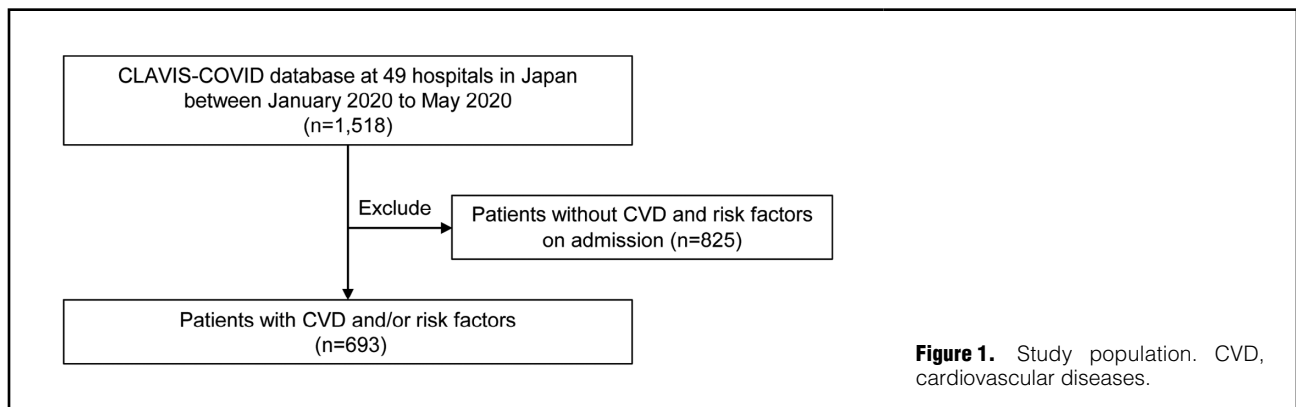 CLAVIS-COVID database at 49 hospitals in Japan
between January 2020 to May 2020
(n=1,518)
Exclude
Patients without CVD and risk factors
on admission (n=825)
Patients with CVD and/or risk factors
(n=693)
Figure 1. Study population. CVD,
cardiovascular diseases.